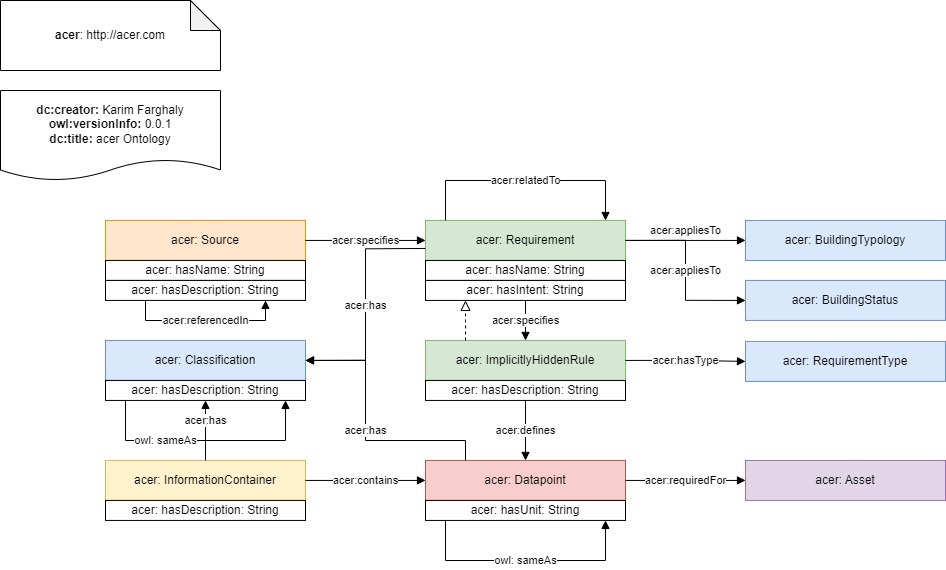 acer: http://acer.com
dc:creator: Karim Farghaly
owl:versionInfo: 0.0.1
dc:title: acer Ontology
acer:relatedTo
acer: Source
acer:specifies
acer: Requirement
acer:appliesTo
acer: BuildingTypology
acer: hasName: String
acer: hasName: String
acer:appliesTo
acer: hasDescription: String
acer: hasIntent: String
acer: BuildingStatus
acer:has
acer:referencedIn
acer:specifies
acer: Classification
acer: ImplicitlyHiddenRule
acer:hasType
acer: RequirementType
acer: hasDescription: String
acer: hasDescription: String
acer:has
acer:has
acer:defines
owl: sameAs
acer: InformationContainer
acer:contains
acer: Datapoint
acer:requiredFor
acer: Asset
acer: hasDescription: String
acer: hasUnit: String
owl: sameAs